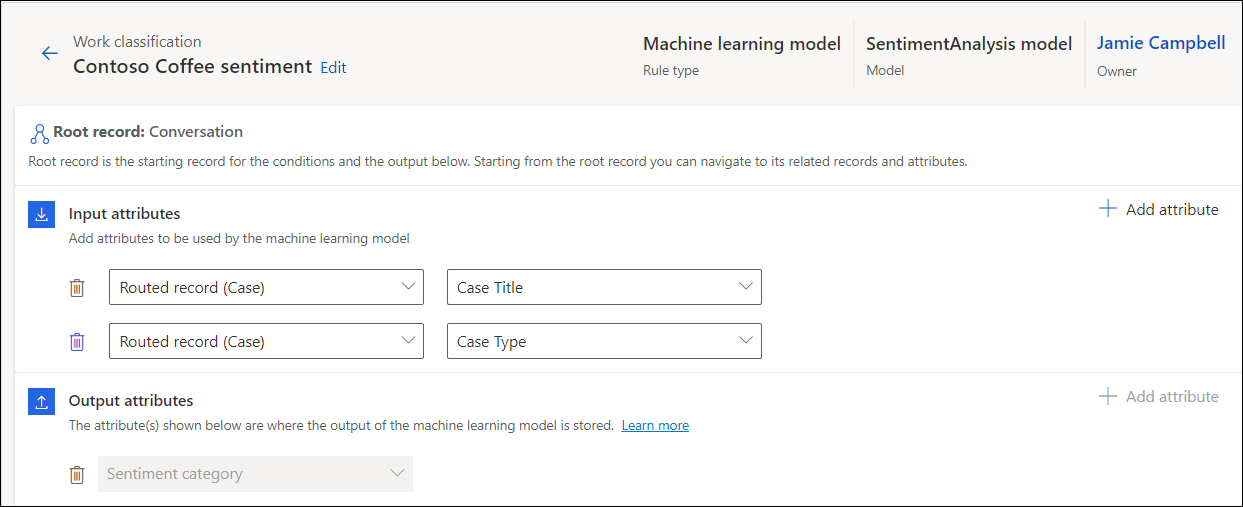 Work classification
Contoso Coffee sentiment Edit
Machine learning model
Rule type
SentimentAnalysis model
Model
Jamie Campbell
Owner
Root record: Conversation
Root record is the starting record for the conditions and the output below. Starting from the root record you can navigate to its related records and attributes.
Input attributes
Add attribute
Add attributes to be used by the machine learning model
Routed record (Case) Case Title
Routed record (Case) Case Type
Output attributes
Add attribute
The attribute(s) shown below are where the output of the machine learning model is stored. Learn more
Sentiment category